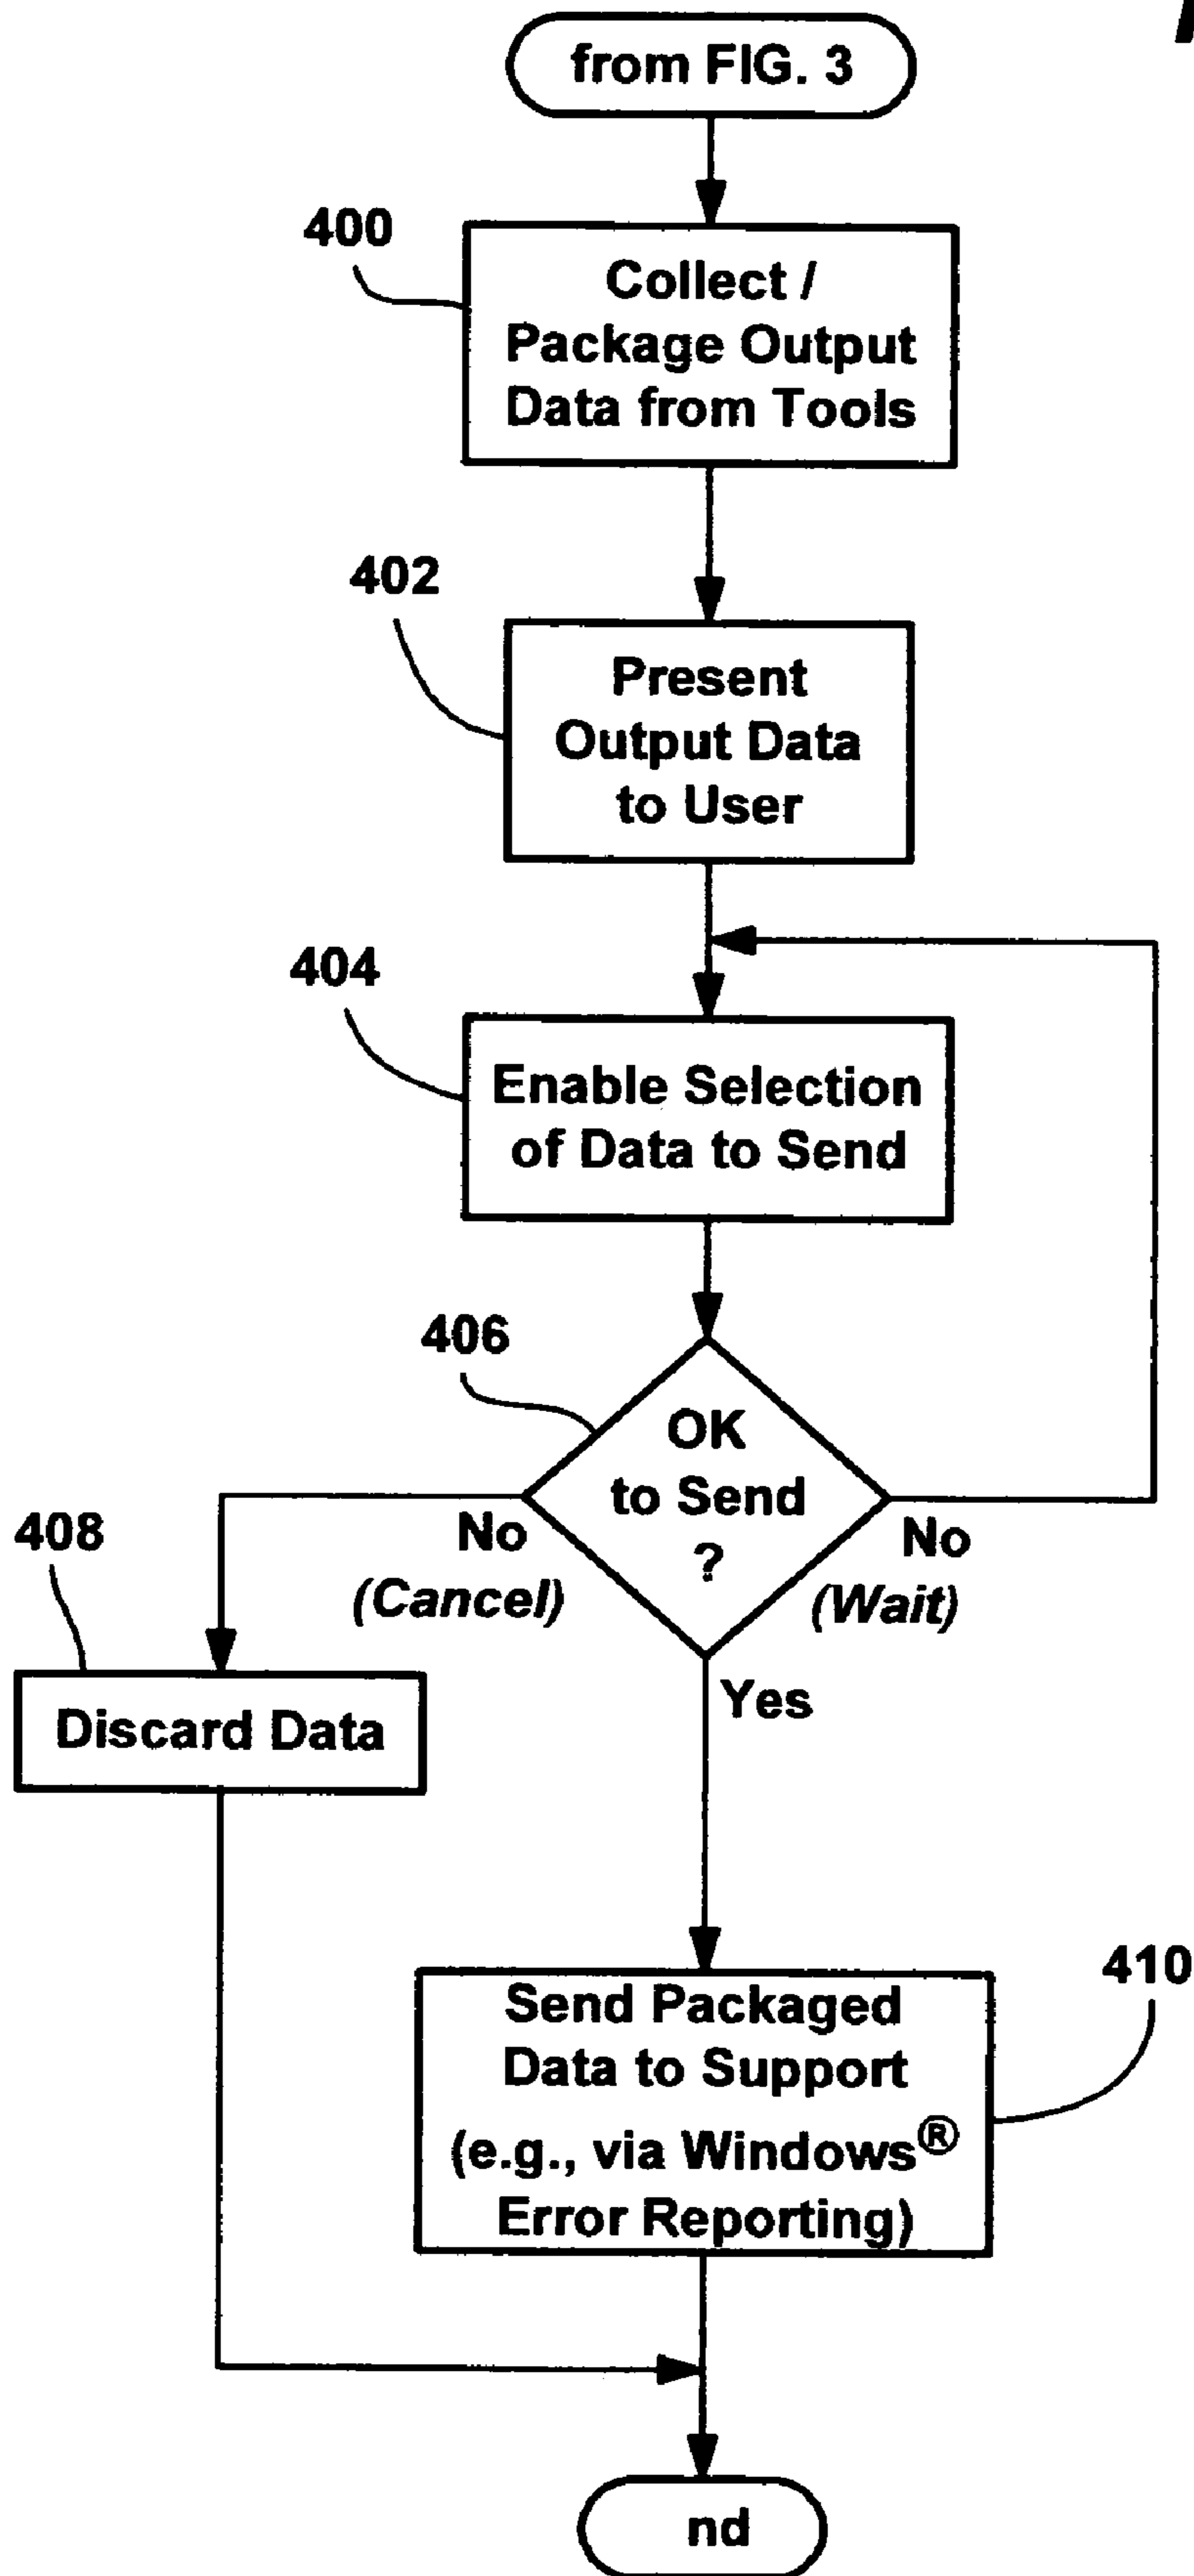 from FIG. 3
400
Collect /
Package Output
Data from Tools
402
Present
Output Data
to User
404
Enable Selection
of Data to Send
406
OK
to Send
?
No
(Cancel)
No
(Wait)
408
Discard Data
Yes
410
Send Packaged
Data to Support
(e.g., via Windows®
Error Reporting)
nd